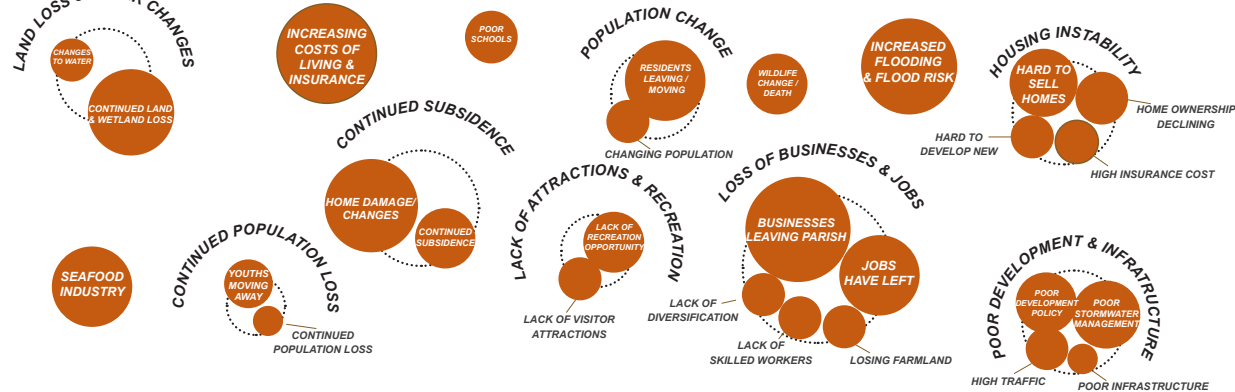 LAND LOSS
CHANGES
CHANGES
TO WATER
CONTINUED LAND
& WETLAND LOSS
INCREASING
COSTS OF
LIVING &
INSURANCE
POOR
SCHOOLS
POPULATION CHANGE
RESIDENTS
LEAVING /
MOVING
CHANGING POPULATION
WILDLIFE
CHANGE /
DEATH
INCREASED
FLOODING
& FLOOD RISK
HOUSING INSTABILITY
HARD TO
SELL
HOMES
HOME OWNERSHIP
DECLINING
HARD TO
DEVELOP NEW
HIGH INSURANCE COST
CONTINUED SUBSIDENCE
HOME DAMAGE/
CHANGES
CONTINUED
SUBSIDENCE
LACK OF ATTRACTIONS & RECREATION
LACK OF
RECREATION
OPPORTUNITY
LACK OF VISITOR
ATTRACTIONS
LOSS OF BUSINESSES & JOBS
BUSINESSES
LEAVING PARISH
JOBS
HAVE LEFT
LACK OF
DIVERSIFICATION
LACK OF
SKILLED WORKERS
LOSING FARMLAND
SEAFOOD
INDUSTRY
CONTINUED POPULATION LOSS
YOUTHS
MOVING
AWAY
CONTINUED
POPULATION LOSS
POOR DEVELOPMENT & INFRATRUCTURE
POOR
DEVELOPMENT
POLICY
POOR
STORMWATER
MANAGEMENT
HIGH TRAFFIC
POOR INFRASTRUCTURE